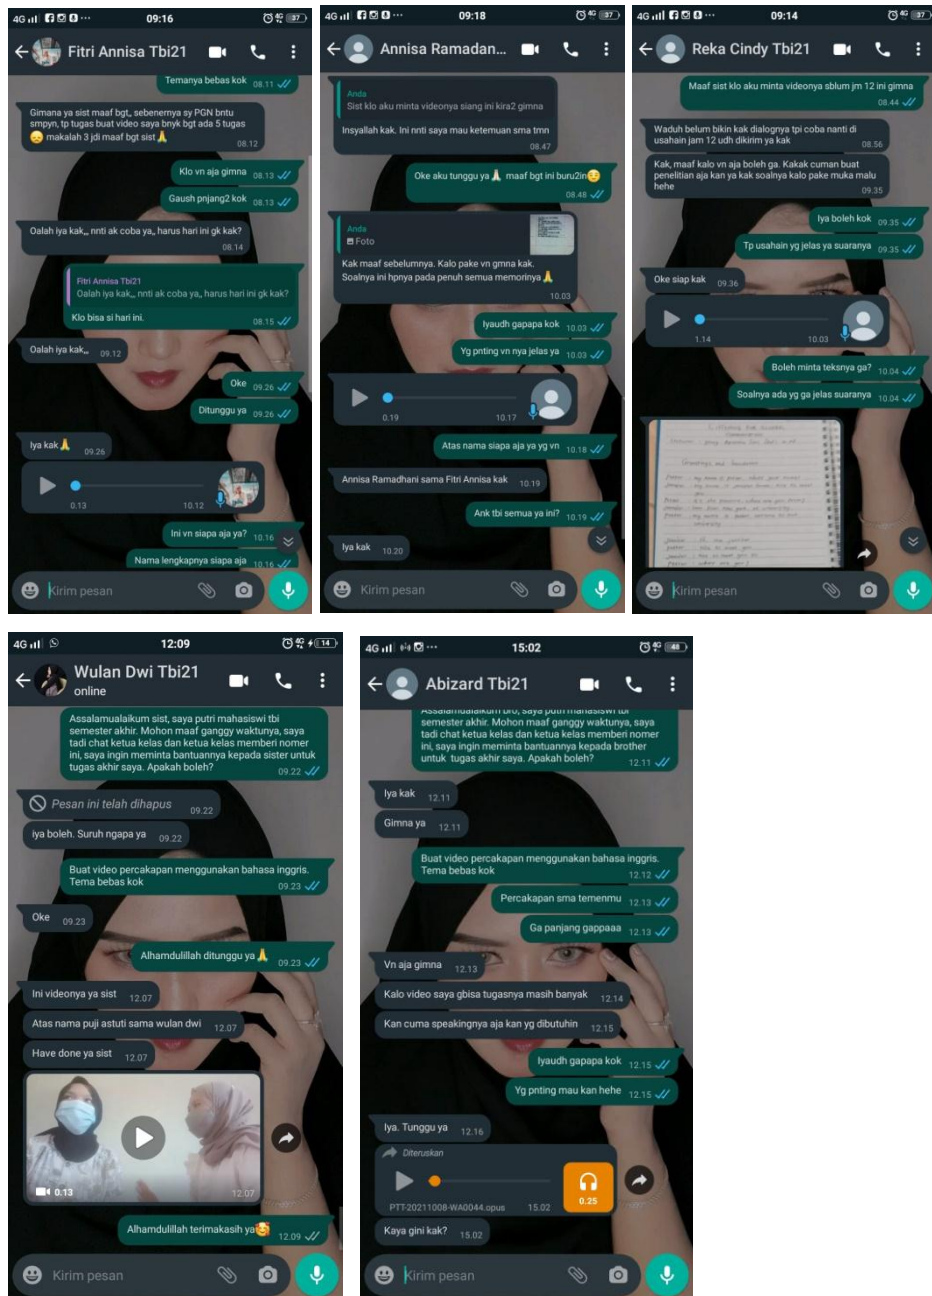 4G 09:16 4G 37
Fitri Annisa Tbi21
Temanya bebas kok 08.11
Gimana ya sist maaf bgt,, sebenernya sy PGN bntu
smpyn, tp tugas buat video saya bnyk bgt ada 5 tugas
😞 makalah 3 jdi maaf bgt sist🙏
08.12
Klo vn aja gimna 08.13
Gaush pnjang2 kok 08.13
Oalah iya kak,, nnti ak coba ya,, harus hari ini gk kak?
08.14
Fitri Annisa Tbi21
Oalah iya kak,, nnti ak coba ya,, harus hari ini gk kak?
Klo bisa si hari ini. 08.15
Oalah iya kak,, 09.12
Oke 09.26
Ditunggu ya 09.26
Iya kak🙏 09.26
0.13 10.12
Ini vn siapa aja ya? 10.16
Nama lengkapnya siapa aja 10.16
Kirim pesan
4G 09:18 4G 37
Annisa Ramadan...
Anda
Sist klo aku minta videonya siang ini kira2 gimna
Insyallah kak. Ini nnti saya mau ketemuan sma tmn
08.47
Oke aku tunggu ya🙏 maaf bgt ini buru2in☺
08.48
Anda
Foto
Kak maaf sebelumnya. Kalo pake vn gmna kak.
Soalnya ini hpnya pada penuh semua memorinya🙏
10.03
Iyaudh gapapa kok 10.03
Yg pnting vn nya jelas ya 10.03
0.19 10.17
Atas nama siapa aja ya yg vn 10.18
Annisa Ramadhani sama Fitri Annisa kak 10.19
Ank tbi semua ya ini? 10.19
Iya kak 10.20
Kirim pesan
4G 09:14 4G 37
Reka Cindy Tbi21
Maaf sist klo aku minta videonya sblum jm 12 ini gimna
08.44
Waduh belum bikin kak dialognya tpi coba nanti di
usahain jam 12 udh dikirim ya kak 08.56
Kak, maaf kalo vn aja boleh ga. Kakak cuman buat
penelitian aja kan ya kak soalnya kalo pake muka malu
hehe 09.35
Iya boleh kok 09.35
Tp usahain yg jelas ya suaranya 09.35
Oke siap kak 09.36
1.14 10.03
Boleh minta teksnya ga? 10.04
Soalnya ada yg ga jelas suaranya 10.04
Kirim pesan
4G 12:09 4G 14
Wulan Dwi Tbi21
online
Assalamualaikum sist, saya putri mahasiswi tbi
semester akhir. Mohon maaf ganggy waktunya, saya
tadi chat ketua kelas dan ketua kelas memberi nomer
ini, saya ingin meminta bantuannya kepada sister untuk
tugas akhir saya. Apakah boleh?
09.22
Pesan ini telah dihapus 09.22
iya boleh. Suruh ngapa ya 09.22
Buat video percakapan menggunakan bahasa inggris.
Tema bebas kok 09.23
Oke 09.23
Alhamdulillah ditunggu ya🙏 09.23
Ini videonya ya sist 12.07
Atas nama puji astuti sama wulan dwi 12.07
Have done ya sist 12.07
0.13 12.07
Alhamdulillah terimakasih ya🥰 12.09
Kirim pesan
4G 15:02 4G 48
Abizard Tbi21
Assalamualaikum bro, saya putri mahasiswi tbi
semester akhir. Mohon maaf ganggy waktunya, saya
tadi chat ketua kelas dan ketua kelas memberi nomer
ini, saya ingin meminta bantuannya kepada brother
untuk tugas akhir saya. Apakah boleh? 12.11
Iya kak 12.11
Gimna ya 12.11
Buat video percakapan menggunakan bahasa inggris.
Tema bebas kok 12.12
Percakapan sma temenmu 12.13
Ga panjang gappaaa 12.13
Vn aja gimna 12.13
Kalo video saya gbisa tugasnya masih banyak 12.14
Kan cuma speakingnya aja kan yg dibutuhin 12.15
Iyaudh gapapa kok 12.15
Yg pnting mau kan hehe 12.15
Iya. Tunggu ya 12.16
Diteruskan
0.25
PTT-20211008-WA0044.opus 15.02
Kaya gini kak? 15.02
Kirim pesan